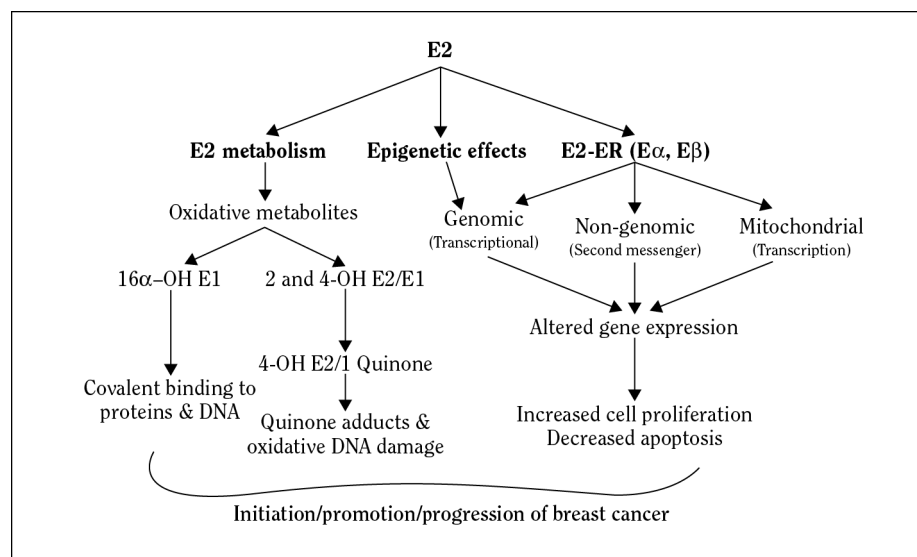 E2
E2 metabolism
Epigenetic effects
E2-ER (Eα, Eβ)
Oxidative metabolites
Genomic
(Transcriptional)
Non-genomic
(Second messenger)
Mitochondrial
(Transcription)
16α–OH E1
2 and 4-OH E2/E1
Altered gene expression
4-OH E2/1 Quinone
Covalent binding to
proteins & DNA
Quinone adducts &
oxidative DNA damage
Increased cell proliferation
Decreased apoptosis
Initiation/promotion/progression of breast cancer